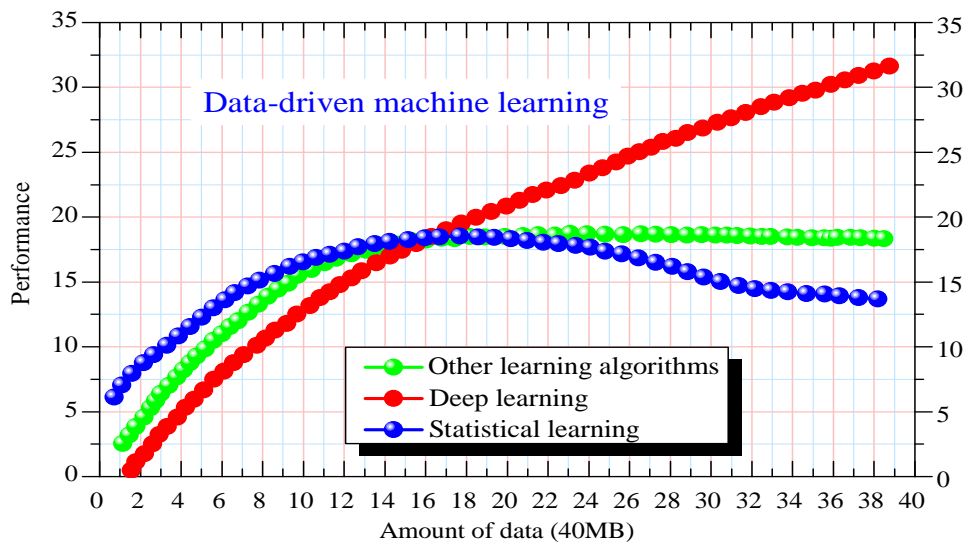 Data-driven machine learning
Performance
35
30
25
20
15
10
5
0
35
30
25
20
15
10
5
0
Other learning algorithms
Deep learning
Statistical learning
0 2 4 6 8 10 12 14 16 18 20 22 24 26 28 30 32 34 36 38 40
Amount of data (40MB)